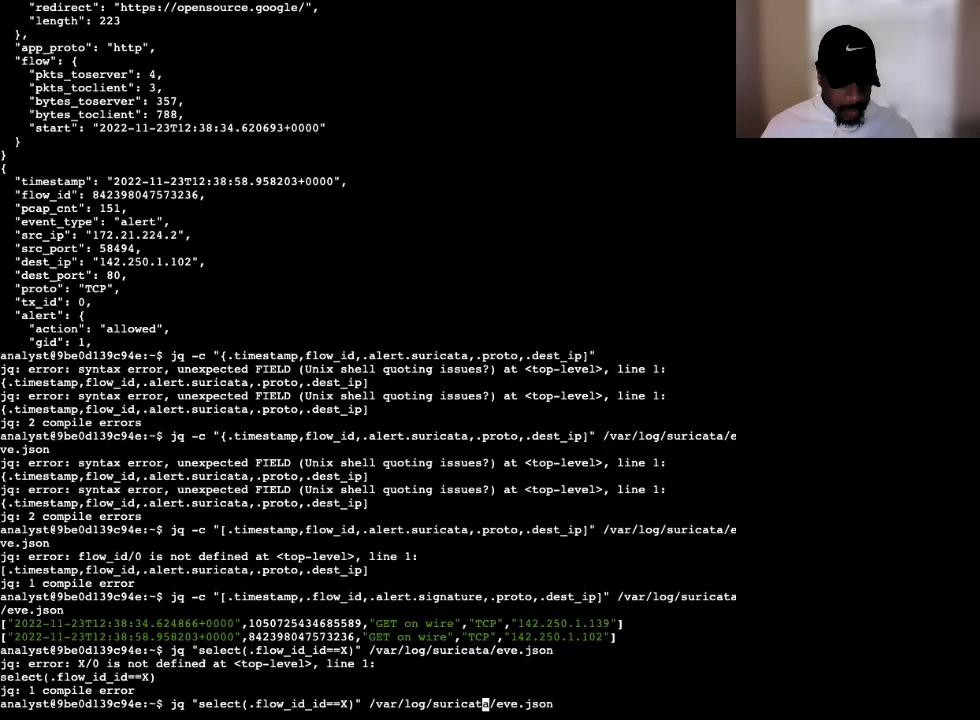 "redirect": "https://opensource.google/",
"length": 223
},
"app_proto": "http",
"flow": {
"pkts_toserver": 4,
"pkts_toclient": 3,
"bytes_toserver": 357,
"bytes_toclient": 788,
"start": "2022-11-23T12:38:34.620693+0000"
}
}
{
"timestamp": "2022-11-23T12:38:58.958203+0000",
"flow_id": 842398047573236,
"pcap_cnt": 151,
"event_type": "alert",
"src_ip": "172.21.224.2",
"src_port": 58494,
"dest_ip": "142.250.1.102",
"dest_port": 80,
"proto": "TCP",
"tx_id": 0,
"alert": {
"action": "allowed",
"gid": 1,
analyst@9be0d139c94e:~$ jq -c "{.timestamp,flow_id,.alert.suricata,.proto,.dest_ip]"
jq: error: syntax error, unexpected FIELD (Unix shell quoting issues?) at <top-level>, line 1:
{.timestamp,flow_id,.alert.suricata,.proto,.dest_ip]
jq: error: syntax error, unexpected FIELD (Unix shell quoting issues?) at <top-level>, line 1:
{.timestamp,flow_id,.alert.suricata,.proto,.dest_ip]
jq: 2 compile errors
analyst@9be0d139c94e:~$ jq -c "{.timestamp,flow_id,.alert.suricata,.proto,.dest_ip]" /var/log/suricata/e
ve.json
jq: error: syntax error, unexpected FIELD (Unix shell quoting issues?) at <top-level>, line 1:
{.timestamp,flow_id,.alert.suricata,.proto,.dest_ip]
jq: error: syntax error, unexpected FIELD (Unix shell quoting issues?) at <top-level>, line 1:
{.timestamp,flow_id,.alert.suricata,.proto,.dest_ip]
jq: 2 compile errors
analyst@9be0d139c94e:~$ jq -c "[.timestamp,flow_id,.alert.suricata,.proto,.dest_ip]" /var/log/suricata/e
ve.json
jq: error: flow_id/0 is not defined at <top-level>, line 1:
[.timestamp,flow_id,.alert.suricata,.proto,.dest_ip]
jq: 1 compile error
analyst@9be0d139c94e:~$ jq -c "[.timestamp,.flow_id,.alert.signature,.proto,.dest_ip]" /var/log/suricata
/eve.json
["2022-11-23T12:38:34.624866+0000",1050725434685589,"GET on wire","TCP","142.250.1.139"]
["2022-11-23T12:38:58.958203+0000",842398047573236,"GET on wire","TCP","142.250.1.102"]
analyst@9be0d139c94e:~$ jq "select(.flow_id_id==X)" /var/log/suricata/eve.json
jq: error: X/0 is not defined at <top-level>, line 1:
select(.flow_id_id==X)
jq: 1 compile error
analyst@9be0d139c94e:~$ jq "select(.flow_id_id==X)" /var/log/suricata/eve.json